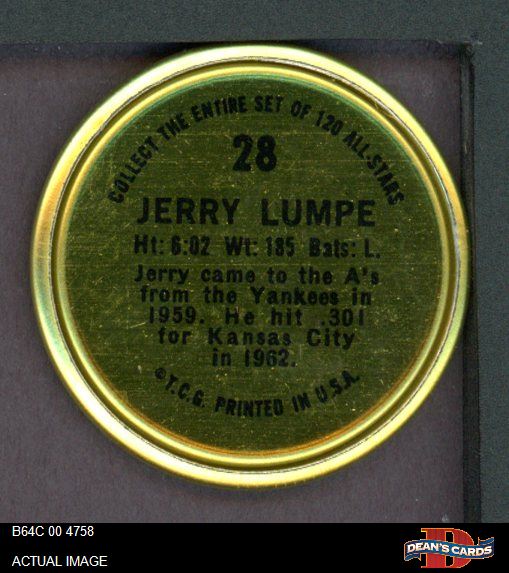 COLLECT THE ENTIRE SET OF 120 ALL-STARS
28
JERRY LUMPE
Ht: 6:02 Wt: 185 Bats: L.
Jerry came to the A's
from the Yankees in
1959. He hit .301
for Kansas City
in 1962.
© T.C.G. PRINTED IN U.S.A.
B64C 00 4758
ACTUAL IMAGE
D
DEAN'S CARDS